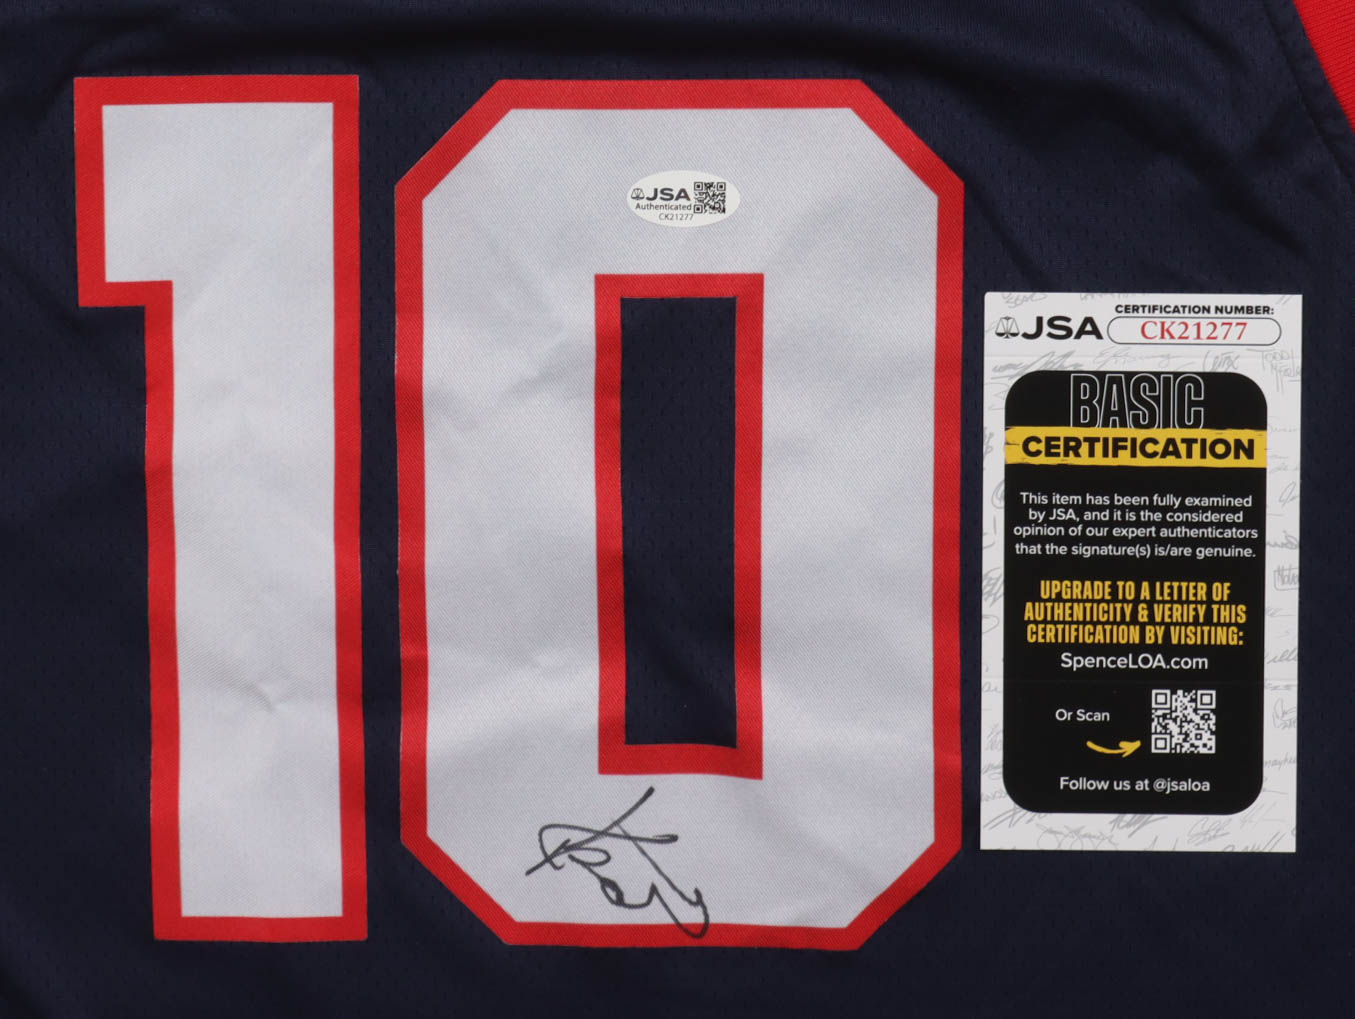 10
JSA
Authenticated
CK21277
JSA
CERTIFICATION NUMBER:
CK21277
BASIC
CERTIFICATION
This item has been fully examined
by JSA, and it is the considered
opinion of our expert authenticators
that the signature(s) is/are genuine.
UPGRADE TO A LETTER OF
AUTHENTICITY & VERIFY THIS
CERTIFICATION BY VISITING:
SpenceLOA.com
Or Scan
Follow us at @jsaloa